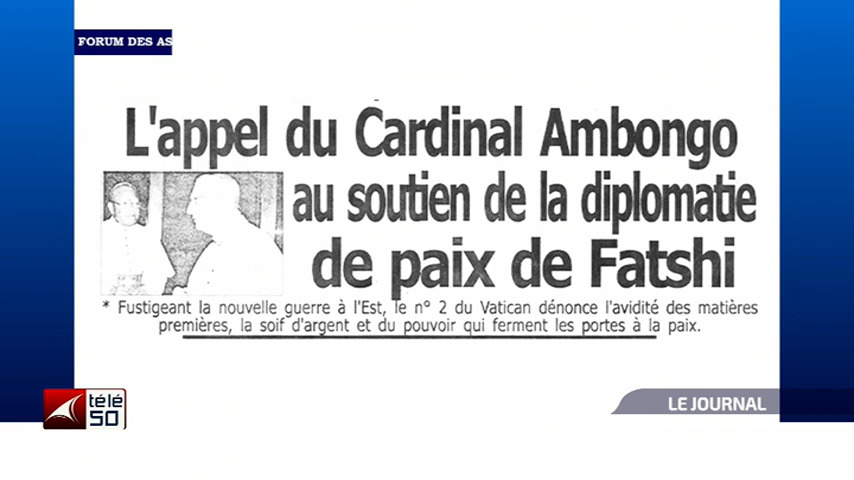 FORUM DES AS
L'appel du Cardinal Ambongo
au soutien de la diplomatie
de paix de Fatshi
* Fustigeant la nouvelle guerre à l'Est, le n° 2 du Vatican dénonce l'avidité des matières
premières, la soif d'argent et du pouvoir qui ferment les portes à la paix.
télé
50
LE JOURNAL